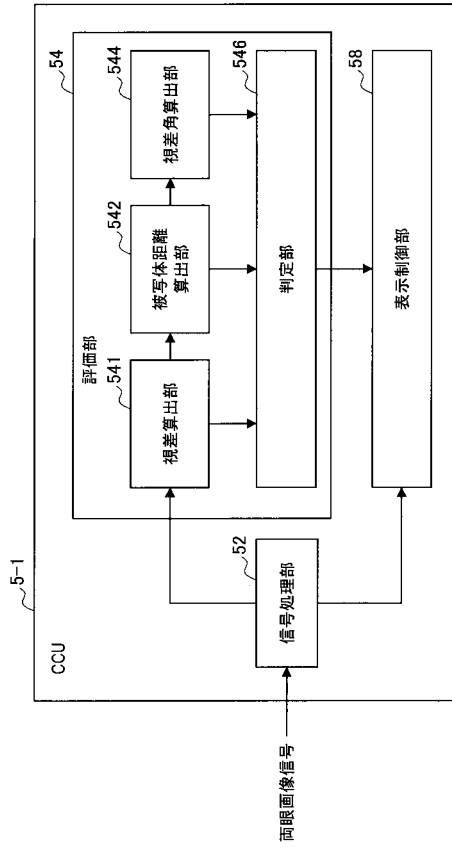 5-1
CCU
54
評価部
541
視差算出部
542
被写体距離
算出部
544
視差角算出部
546
判定部
52
信号処理部
58
表示制御部
両眼画像信号